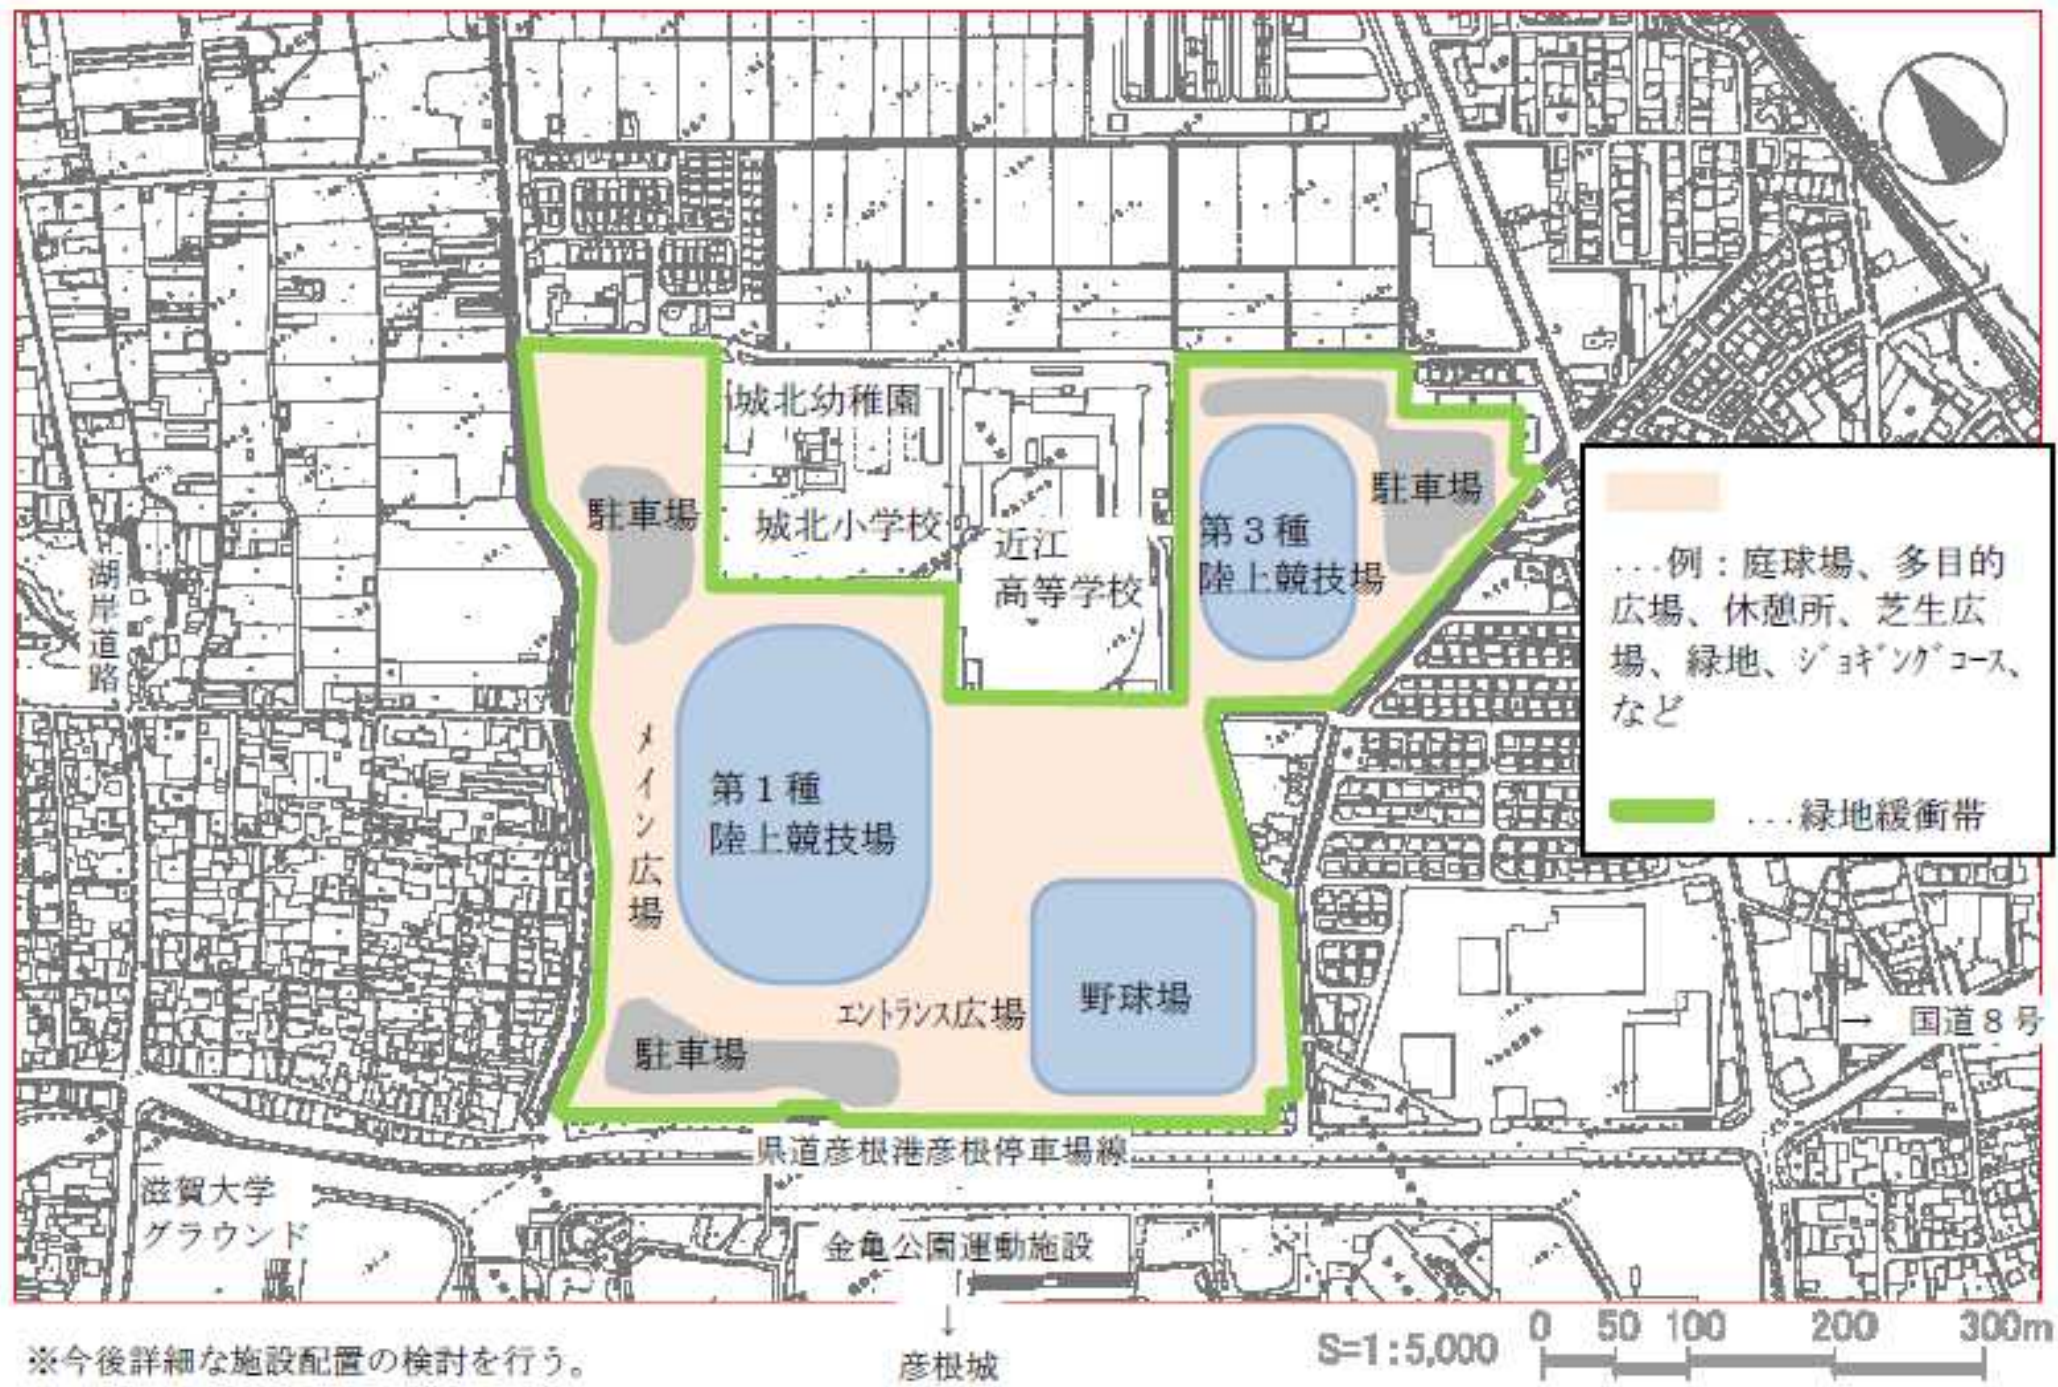 城北幼稚園
駐車場
城北小学校
近江
高等学校
第3種
陸上競技場
駐車場
...例：庭球場、多目的
広場、休憩所、芝生広
場、緑地、ｼﾞｮｷﾞﾝｸﾞｺｰｽ、
など
...緑地緩衝帯
湖岸道路
メイン広場
第1種
陸上競技場
エントランス広場
野球場
駐車場
→ 国道8号
県道彦根港彦根停車場線
滋賀大学
グラウンド
金亀公園運動施設
↓
彦根城
※今後詳細な施設配置の検討を行う。
S=1:5,000
0 50 100 200 300m